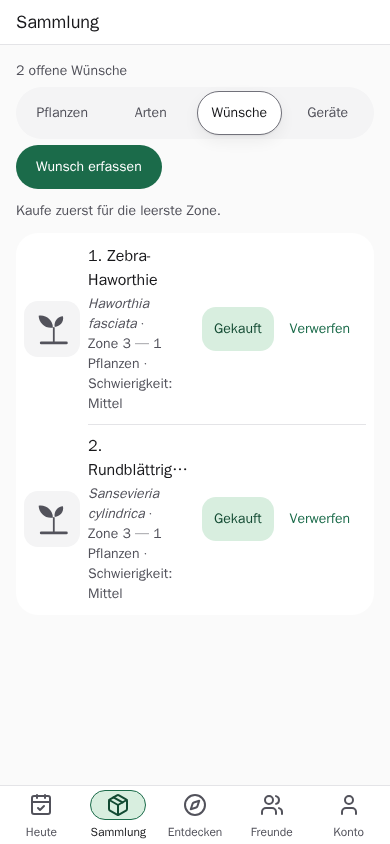 Sammlung
2 offene Wünsche
Pflanzen
Arten
Wünsche
Geräte
Wunsch erfassen
Kaufe zuerst für die leerste Zone.
1. Zebra-
Haworthie
Haworthia
fasciata ·
Zone 3 — 1
Pflanzen ·
Schwierigkeit:
Mittel
Gekauft
Verwerfen
2.
Rundblättrig…
Sansevieria
cylindrica ·
Zone 3 — 1
Pflanzen ·
Schwierigkeit:
Mittel
Gekauft
Verwerfen
Heute
Sammlung
Entdecken
Freunde
Konto